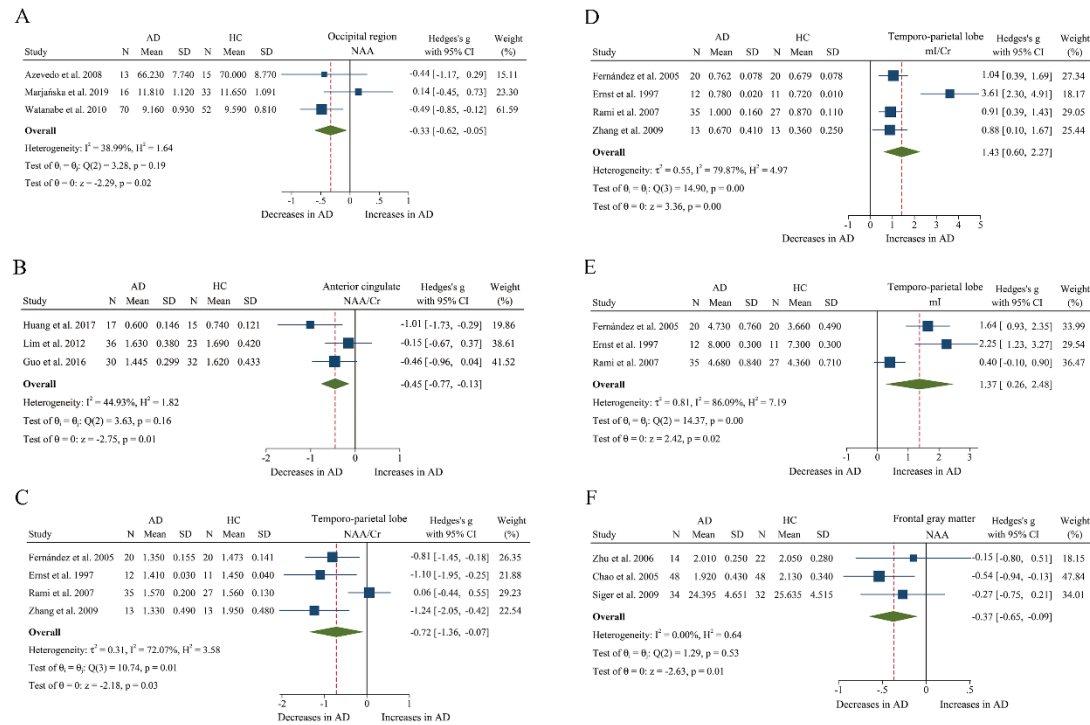 A
AD HC Occipital region Hedges's g Weight
Study N Mean SD N Mean SD NAA with 95% CI (%)
Azevedo et al. 2008 13 66.230 7.740 15 70.000 8.770 -0.44 [-1.17, 0.29] 15.11
Marjańska et al. 2019 16 11.810 1.120 33 11.650 1.091 0.14 [-0.45, 0.73] 23.30
Watanabe et al. 2010 70 9.160 0.930 52 9.590 0.810 -0.49 [-0.85, -0.12] 61.59
Overall -0.33 [-0.62, -0.05]
Heterogeneity: I² = 38.99%, H² = 1.64
Test of θi = θj: Q(2) = 3.28, p = 0.19
Test of θ = 0: z = -2.29, p = 0.02
-1 -.5 0 .5 1
Decreases in AD Increases in AD
B
AD HC Anterior cingulate Hedges's g Weight
Study N Mean SD N Mean SD NAA/Cr with 95% CI (%)
Huang et al. 2017 17 0.600 0.146 15 0.740 0.121 -1.01 [-1.73, -0.29] 19.86
Lim et al. 2012 36 1.630 0.380 23 1.690 0.420 -0.15 [-0.67, 0.37] 38.61
Guo et al. 2016 30 1.445 0.299 32 1.620 0.433 -0.46 [-0.96, 0.04] 41.52
Overall -0.45 [-0.77, -0.13]
Heterogeneity: I² = 44.93%, H² = 1.82
Test of θi = θj: Q(2) = 3.63, p = 0.16
Test of θ = 0: z = -2.75, p = 0.01
-2 -1 0 1
Decreases in AD Increases in AD
C
AD HC Temporo-parietal lobe Hedges's g Weight
Study N Mean SD N Mean SD NAA/Cr with 95% CI (%)
Fernández et al. 2005 20 1.350 0.155 20 1.473 0.141 -0.81 [-1.45, -0.18] 26.35
Ernst et al. 1997 12 1.410 0.030 11 1.450 0.040 -1.10 [-1.95, -0.25] 21.88
Rami et al. 2007 35 1.570 0.200 27 1.560 0.130 0.06 [-0.44, 0.55] 29.23
Zhang et al. 2009 13 1.330 0.490 13 1.950 0.480 -1.24 [-2.05, -0.42] 22.54
Overall -0.72 [-1.36, -0.07]
Heterogeneity: τ² = 0.31, I² = 72.07%, H² = 3.58
Test of θi = θj: Q(3) = 10.74, p = 0.01
Test of θ = 0: z = -2.18, p = 0.03
-2 -1 0 1
Decreases in AD Increases in AD
D
AD HC Temporo-parietal lobe Hedges's g Weight
Study N Mean SD N Mean SD mI/Cr with 95% CI (%)
Fernández et al. 2005 20 0.762 0.078 20 0.679 0.078 1.04 [0.39, 1.69] 27.34
Ernst et al. 1997 12 0.780 0.020 11 0.720 0.010 3.61 [2.30, 4.91] 18.17
Rami et al. 2007 35 1.000 0.160 27 0.870 0.110 0.91 [0.39, 1.43] 29.05
Zhang et al. 2009 13 0.670 0.410 13 0.360 0.250 0.88 [0.10, 1.67] 25.44
Overall 1.43 [0.60, 2.27]
Heterogeneity: τ² = 0.55, I² = 79.87%, H² = 4.97
Test of θi = θj: Q(3) = 14.90, p = 0.00
Test of θ = 0: z = 3.36, p = 0.00
-1 0 1 2 3 4 5
Decreases in AD Increases in AD
E
AD HC Temporo-parietal lobe Hedges's g Weight
Study N Mean SD N Mean SD mI with 95% CI (%)
Fernández et al. 2005 20 4.730 0.760 20 3.660 0.490 1.64 [ 0.93, 2.35] 33.99
Ernst et al. 1997 12 8.000 0.300 11 7.300 0.300 2.25 [ 1.23, 3.27] 29.54
Rami et al. 2007 35 4.680 0.840 27 4.360 0.710 0.40 [-0.10, 0.90] 36.47
Overall 1.37 [ 0.26, 2.48]
Heterogeneity: τ² = 0.81, I² = 86.09%, H² = 7.19
Test of θi = θj: Q(2) = 14.37, p = 0.00
Test of θ = 0: z = 2.42, p = 0.02
-1 0 1 2 3
Decreases in AD Increases in AD
F
AD HC Frontal gray matter Hedges's g Weight
Study N Mean SD N Mean SD NAA with 95% CI (%)
Zhu et al. 2006 14 2.010 0.250 22 2.050 0.280 -0.15 [-0.80, 0.51] 18.15
Chao et al. 2005 48 1.920 0.430 48 2.130 0.340 -0.54 [-0.94, -0.13] 47.84
Siger et al. 2009 34 24.395 4.651 32 25.635 4.515 -0.27 [-0.75, 0.21] 34.01
Overall -0.37 [-0.65, -0.09]
Heterogeneity: I² = 0.00%, H² = 0.64
Test of θi = θj: Q(2) = 1.29, p = 0.53
Test of θ = 0: z = -2.63, p = 0.01
-1 -.5 0 .5
Decreases in AD Increases in AD